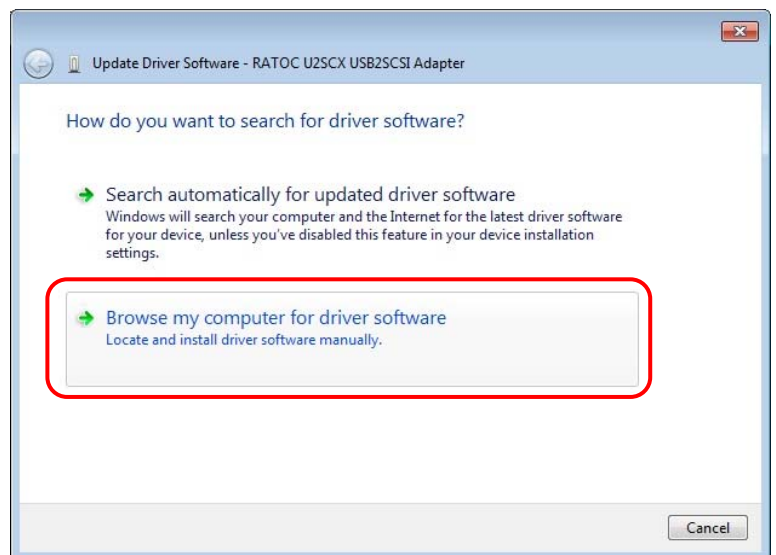 Update Driver Software - RATOC U2SCX USB2SCSI Adapter
How do you want to search for driver software?
Search automatically for updated driver software
Windows will search your computer and the Internet for the latest driver software
for your device, unless you've disabled this feature in your device installation
settings.
Browse my computer for driver software
Locate and install driver software manually.
Cancel